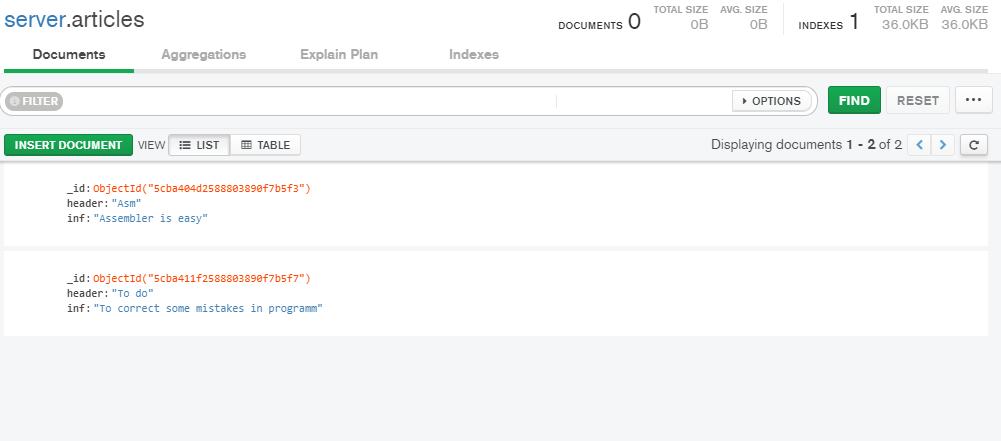 server.articles
DOCUMENTS 0 TOTAL SIZE 0B AVG. SIZE 0B INDEXES 1 TOTAL SIZE 36.0KB AVG. SIZE 36.0KB
Documents Aggregations Explain Plan Indexes
FILTER OPTIONS FIND RESET ...
INSERT DOCUMENT VIEW LIST TABLE Displaying documents 1 - 2 of 2
_id: ObjectId("5cba404d2588803890f7b5f3")
header: "Asm"
inf: "Assembler is easy"
_id: ObjectId("5cba411f2588803890f7b5f7")
header: "To do"
inf: "To correct some mistakes in programm"